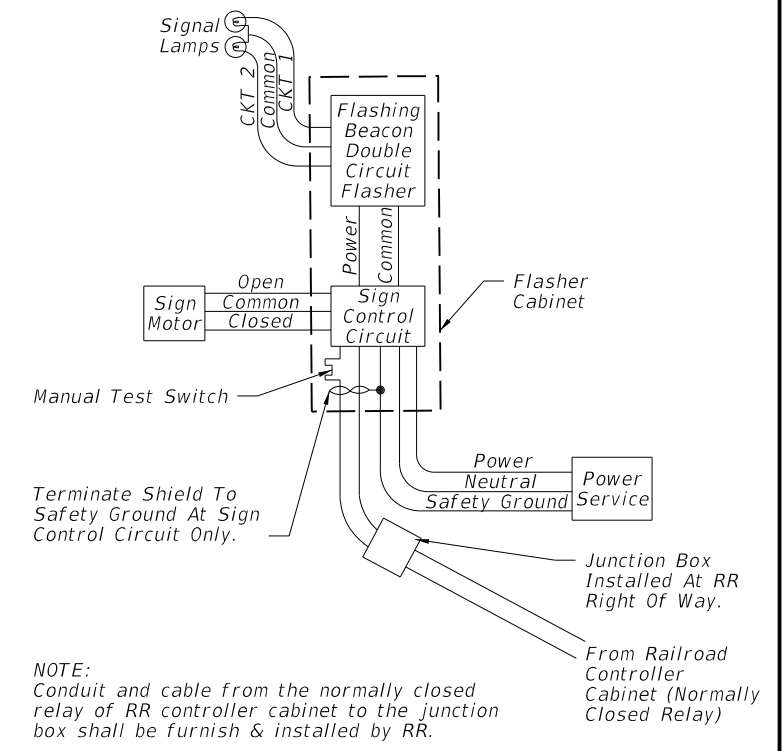 Signal
Lamps
CKT 2
Common
CKT 1
Flashing
Beacon
Double
Circuit
Flasher
Power
Common
Open
Common
Closed
Sign
Motor
Sign
Control
Circuit
Flasher
Cabinet
Manual Test Switch
Power
Neutral
Safety Ground
Power
Service
Terminate Shield To
Safety Ground At Sign
Control Circuit Only.
Junction Box
Installed At RR
Right Of Way.
From Railroad
Controller
Cabinet (Normally
Closed Relay)
NOTE:
Conduit and cable from the normally closed
relay of RR controller cabinet to the junction
box shall be furnish & installed by RR.